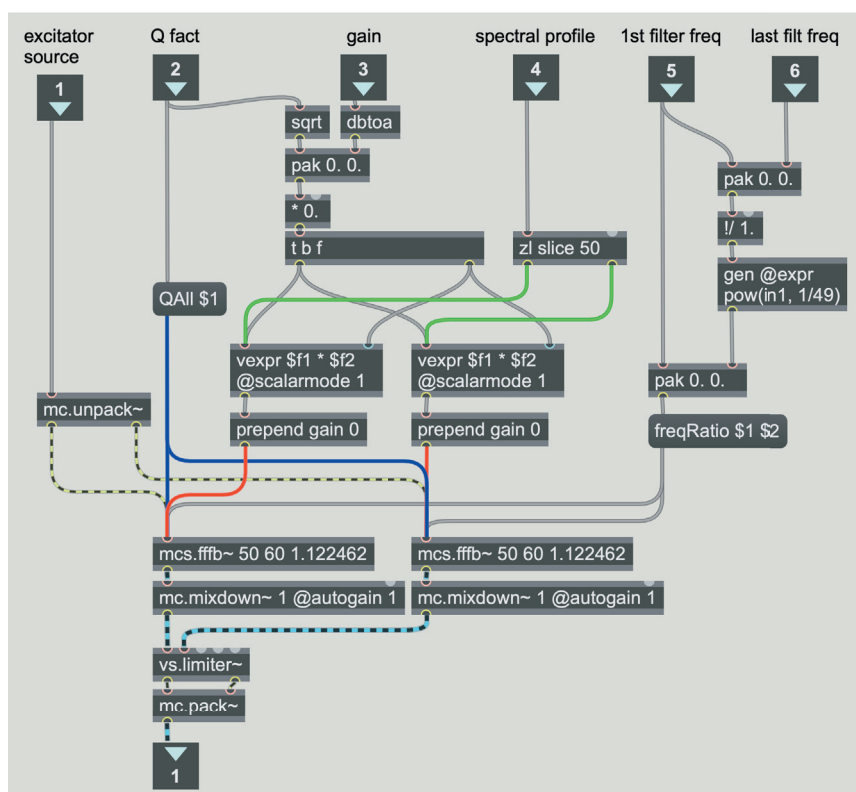 excitator
source
Q fact
gain
spectral profile
1st filter freq
last filt freq
1
2
3
4
5
6
sqrt
dbtoa
pak 0. 0.
pak 0. 0.
* 0.
!/ 1.
t b f
zl slice 50
gen @expr
pow(in1, 1/49)
QAll $1
vexpr $f1 * $f2
@scalarmode 1
vexpr $f1 * $f2
@scalarmode 1
pak 0. 0.
mc.unpack~
prepend gain 0
prepend gain 0
freqRatio $1 $2
mcs.fffb~ 50 60 1.122462
mcs.fffb~ 50 60 1.122462
mc.mixdown~ 1 @autogain 1
mc.mixdown~ 1 @autogain 1
vs.limiter~
mc.pack~
1